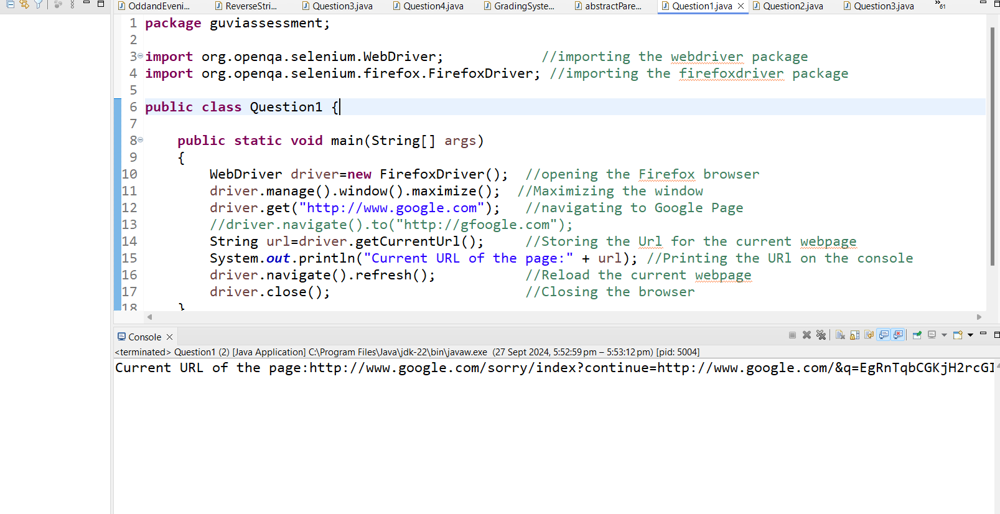 OddandEveni... ReverseStri... Question3.java Question4.java GradingSyste... abstractPare... Question1.java Question2.java Question3.java »61
1 package guviassessment;
2
3 import org.openqa.selenium.WebDriver; //importing the webdriver package
4 import org.openqa.selenium.firefox.FirefoxDriver; //importing the firefoxdriver package
5
6 public class Question1 {
7
8 public static void main(String[] args)
9 {
10 WebDriver driver=new FirefoxDriver(); //opening the Firefox browser
11 driver.manage().window().maximize(); //Maximizing the window
12 driver.get("http://www.google.com"); //navigating to Google Page
13 //driver.navigate().to("http://gfoogle.com");
14 String url=driver.getCurrentUrl(); //Storing the Url for the current webpage
15 System.out.println("Current URL of the page:" + url); //Printing the URl on the console
16 driver.navigate().refresh(); //Reload the current webpage
17 driver.close(); //Closing the browser
18 }
Console
<terminated> Question1 (2) [Java Application] C:\Program Files\Java\jdk-22\bin\javaw.exe (27 Sept 2024, 5:52:59 pm – 5:53:12 pm) [pid: 5004]
Current URL of the page:http://www.google.com/sorry/index?continue=http://www.google.com/&q=EgRnTqbCGKjH2rcGI